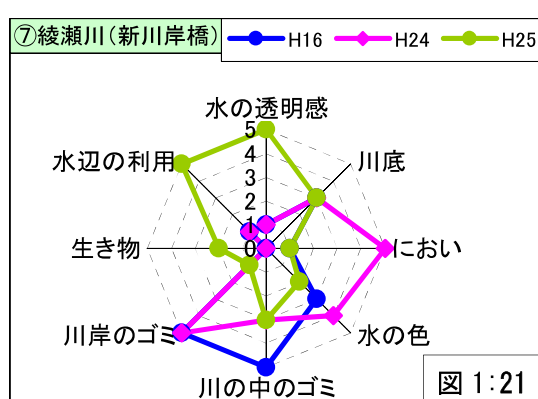 ⑦綾瀬川(新川岸橋)
H16 H24 H25
水の透明感
5
4
3
2
1
0
川底
におい
水の色
川の中のゴミ
川岸のゴミ
生き物
水辺の利用
図1:21